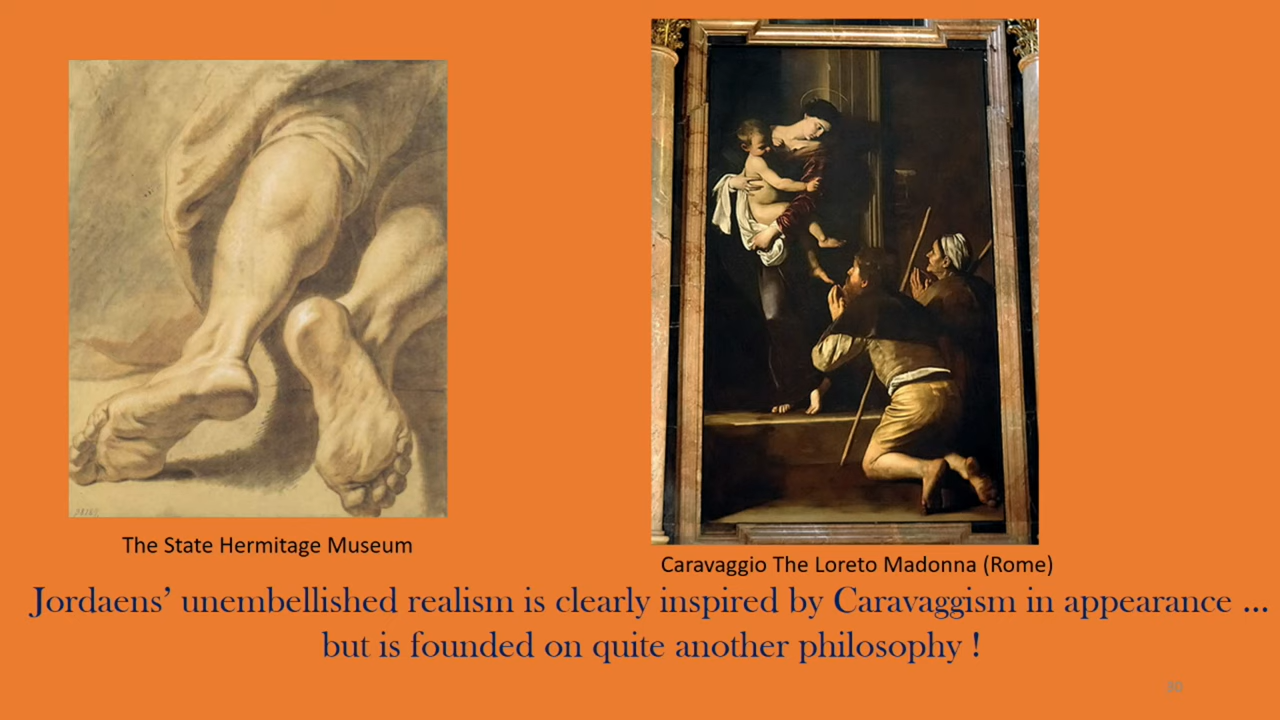 The State Hermitage Museum
Caravaggio The Loreto Madonna (Rome)
Jordaens’ unembellished realism is clearly inspired by Caravaggism in appearance ...
but is founded on quite another philosophy !